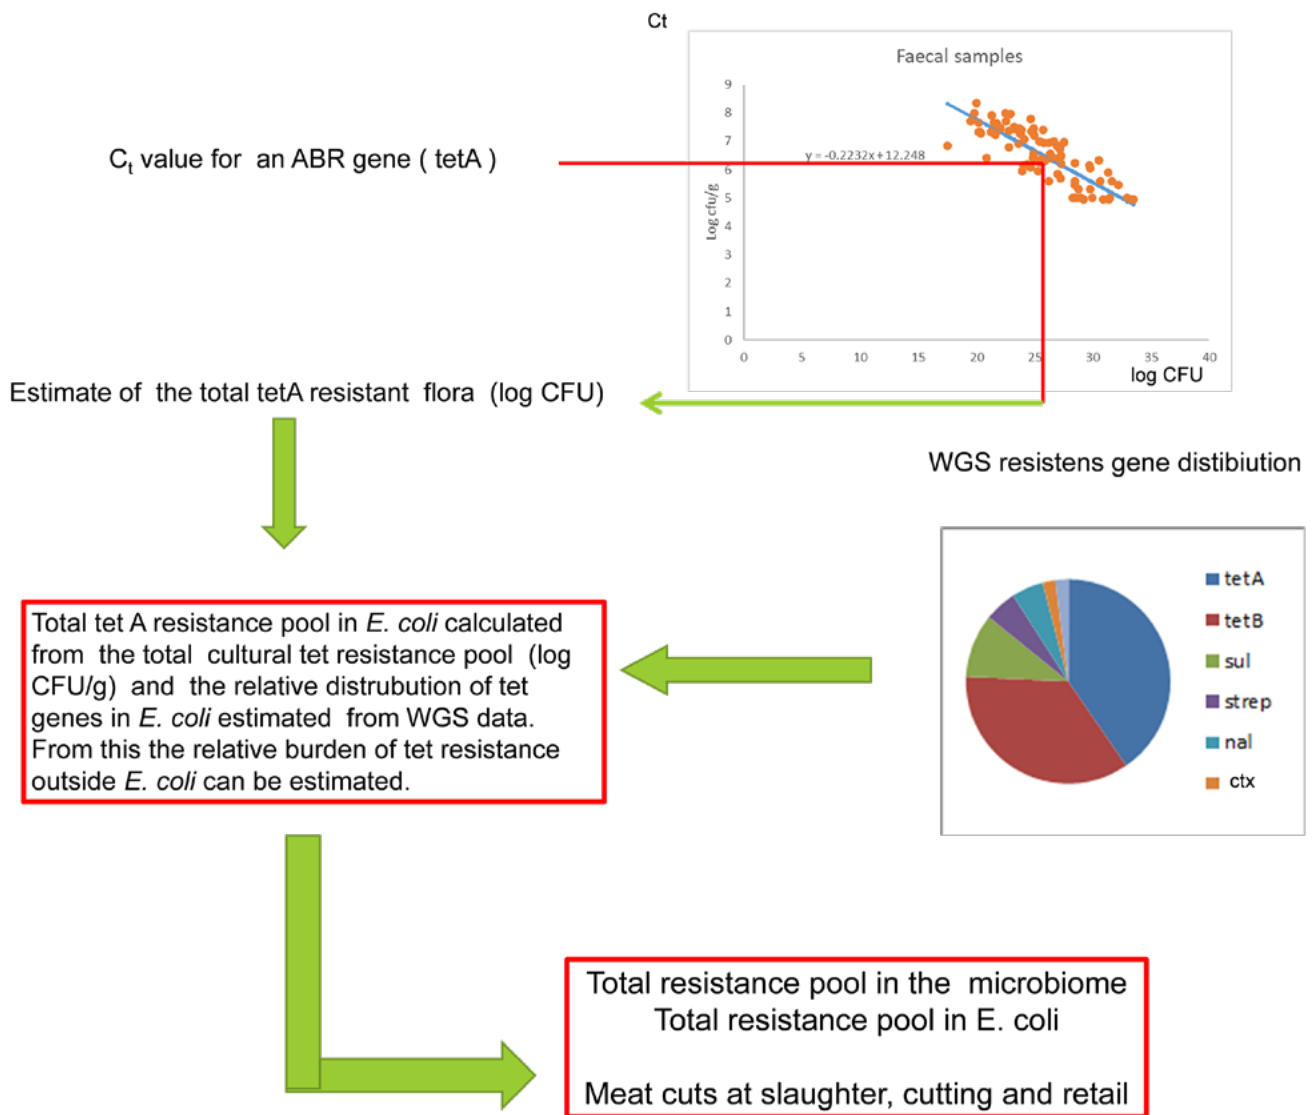 Ct
Faecal samples
9
8
7
6
5
4
3
2
1
0
Log cfu/g
y = -0.2232x+12.248
0 5 10 15 20 25 30 35 40
log CFU
Ct value for an ABR gene ( tetA )
Estimate of the total tetA resistant flora (log CFU)
WGS resistens gene distibiution
tetA
tetB
sul
strep
nal
ctx
Total tet A resistance pool in E. coli calculated
from the total cultural tet resistance pool (log
CFU/g) and the relative distrubution of tet
genes in E. coli estimated from WGS data.
From this the relative burden of tet resistance
outside E. coli can be estimated.
Total resistance pool in the microbiome
Total resistance pool in E. coli
Meat cuts at slaughter, cutting and retail